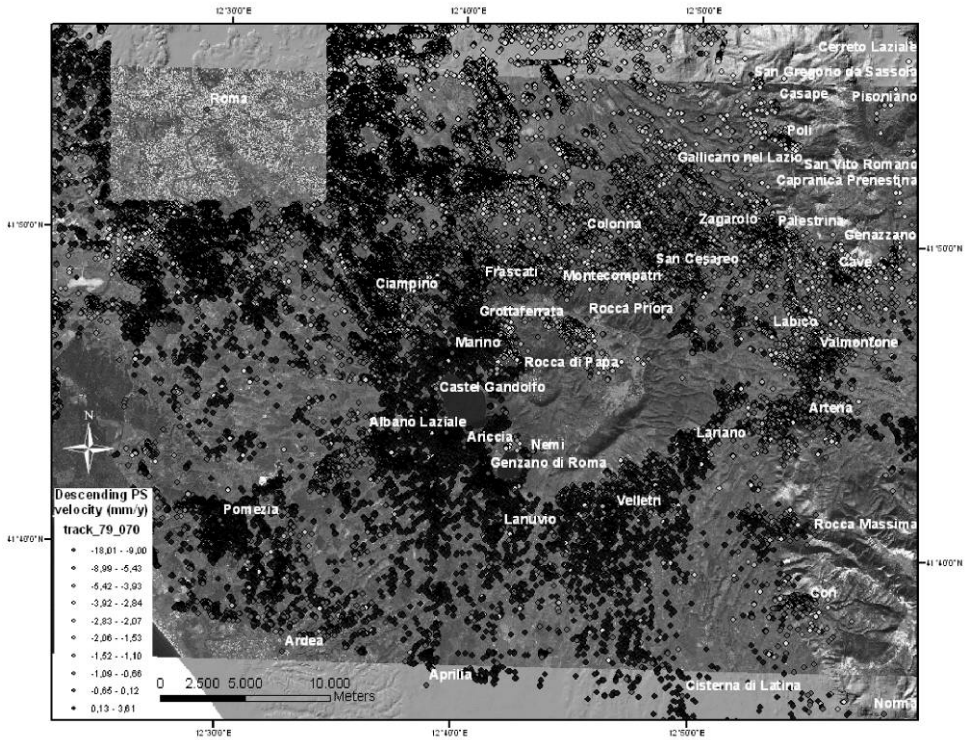 12°30'0"E 12°40'0"E 12°50'0"E
Cerreto Laziale
San Gregorio da Sassola
Casape Pisoniano
Roma
Poli
Gallicano nel Lazio
San Vito Romano
Capranica Prenestina
41°50'0"N
Colonna Zagarolo Palestrina
Genazzano
41°50'0"N
San Cesareo Cave
Frascati Montecompatri
Ciampino
Grottaferrata Rocca Priora
Labico
Marino Valmontone
Rocca di Papa
Castel Gandolfo
Artena
Albano Laziale
Ariccia Lariano
N
Nemi
Genzano di Roma
Descending PS
velocity (mm/y)
track_79_070
-18,01 - -9,00
-8,99 - -5,43
-5,42 - -3,93
-3,92 - -2,84
-2,83 - -2,07
-2,06 - -1,53
-1,52 - -1,10
-1,09 - -0,66
-0,65 - 0,12
0,13 - 3,61
Velletri
Pomezia
Lanuvio
Rocca Massima
41°40'0"N
41°40'0"N
Cori
Ardea
Aprilia
Cisterna di Latina
Norma
0 2.500 5.000 10.000
Meters
12°30'0"E 12°40'0"E 12°50'0"E